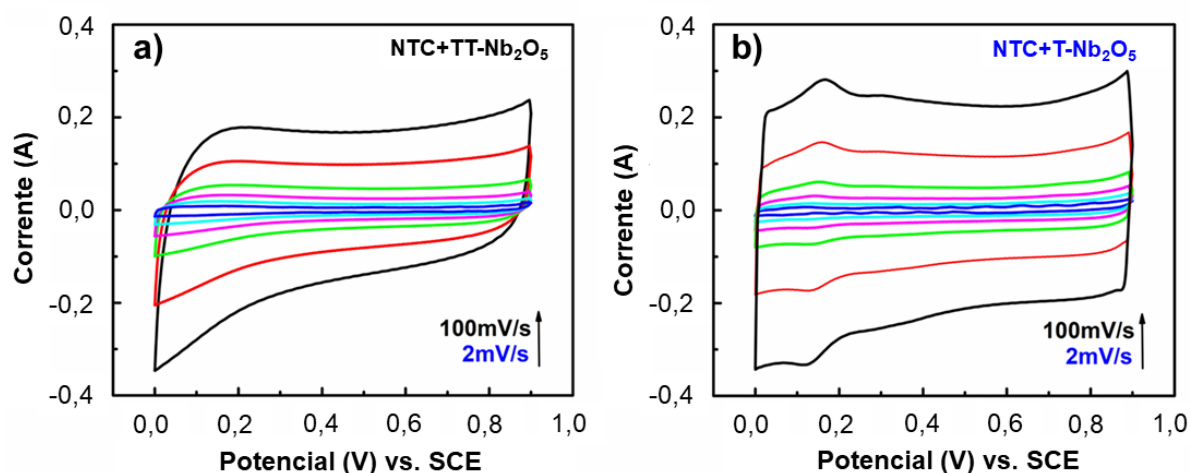 a)
NTC+TT-Nb₂O₅
0,4
0,2
0,0
-0,2
-0,4
Corrente (A)
100mV/s
2mV/s
0,0 0,2 0,4 0,6 0,8 1,0
Potencial (V) vs. SCE
b)
NTC+T-Nb₂O₅
0,4
0,2
0,0
-0,2
-0,4
Corrente (A)
100mV/s
2mV/s
0,0 0,2 0,4 0,6 0,8 1,0
Potencial (V) vs. SCE